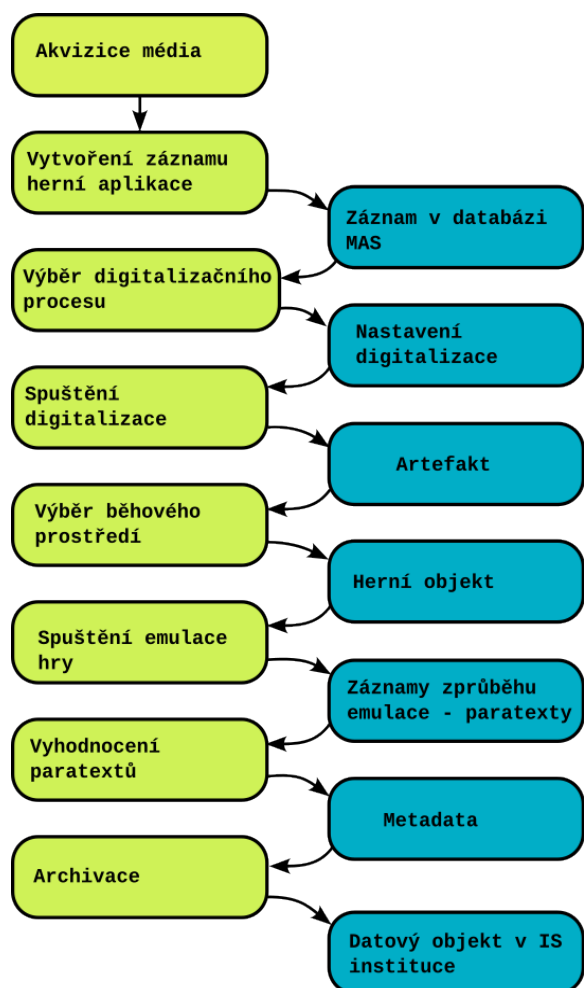 Akvizice média
Vytvoření záznamu
herní aplikace
Záznam v databázi
MAS
Výběr digitalizačního
procesu
Nastavení
digitalizace
Spuštění
digitalizace
Artefakt
Výběr běhového
prostředí
Herní objekt
Spuštění emulace
hry
Záznamy zprůběhu
emulace - paratexty
Vyhodnocení
paratextů
Metadata
Archivace
Datový objekt v IS
instituce